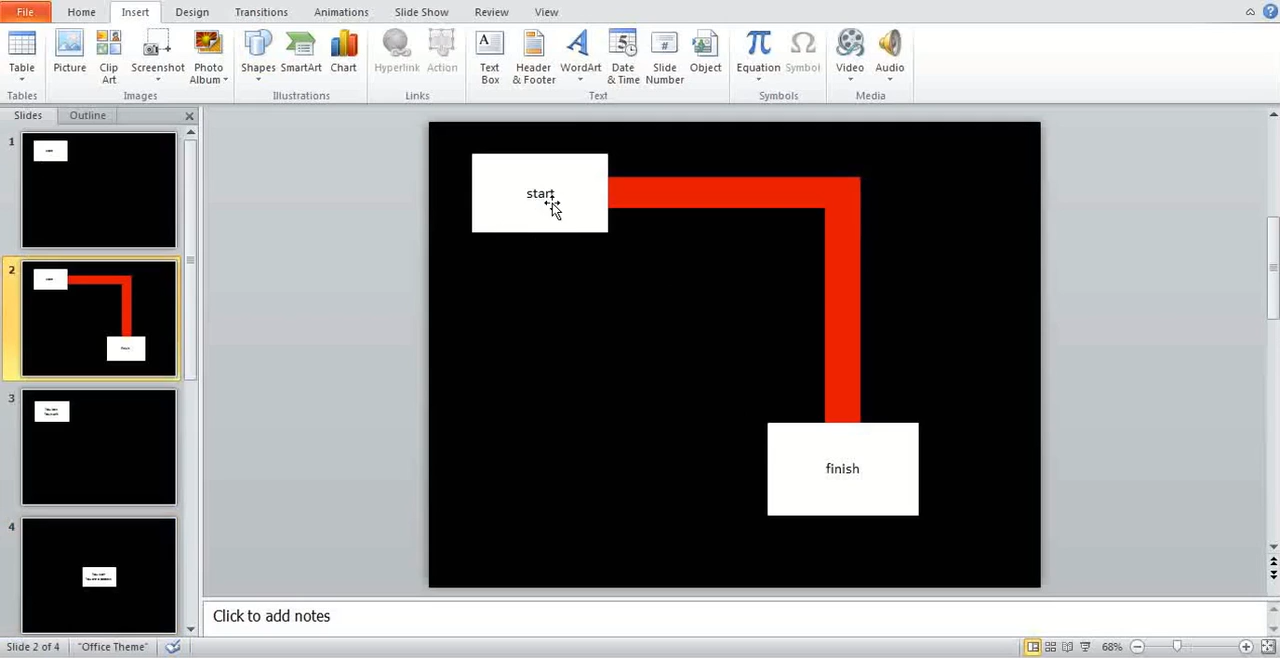 File Home Insert Design Transitions Animations Slide Show Review View
Table Picture Clip Art Screenshot Photo Album Shapes SmartArt Chart Hyperlink Action Text Box Header & Footer WordArt Date & Time Slide Number Object Equation Symbol Video Audio
Tables Images Illustrations Links Text Symbols Media
Slides Outline
1
2
3
4
start
finish
Click to add notes
Slide 2 of 4 "Office Theme" 68%